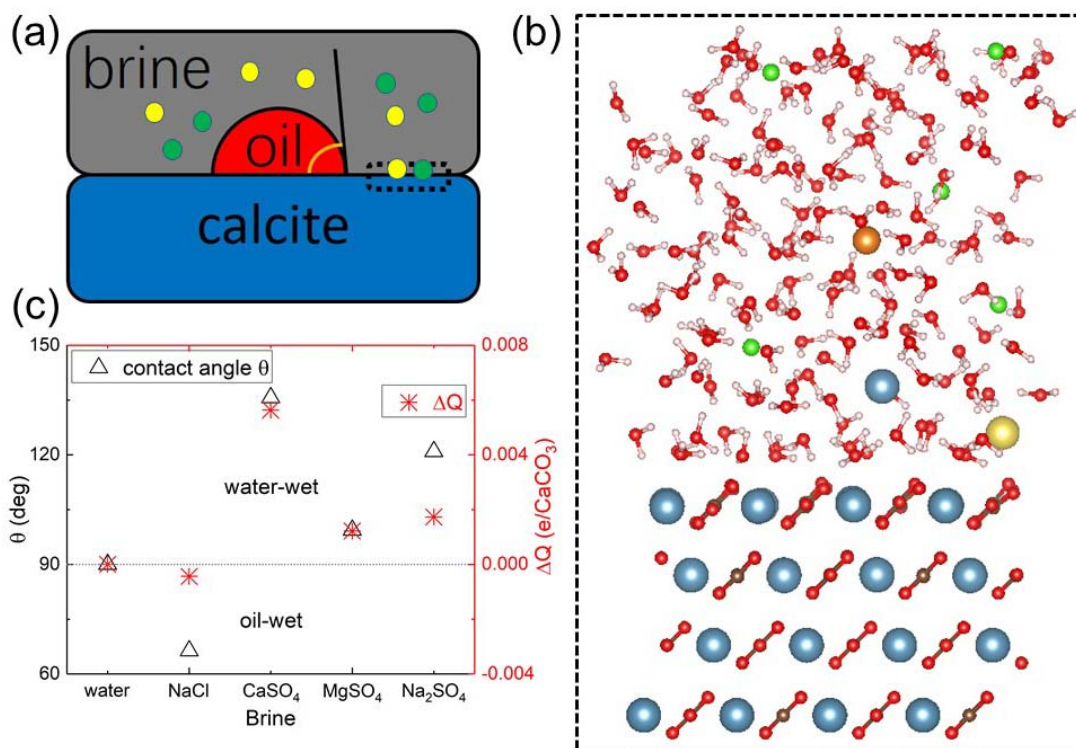 (a)
brine
oil
calcite
(b)
(c)
150
120
90
60
θ (deg)
contact angle θ
ΔQ
water-wet
oil-wet
0.008
0.004
0.000
-0.004
ΔQ (e/CaCO₃)
water
NaCl
CaSO₄
MgSO₄
Na₂SO₄
Brine